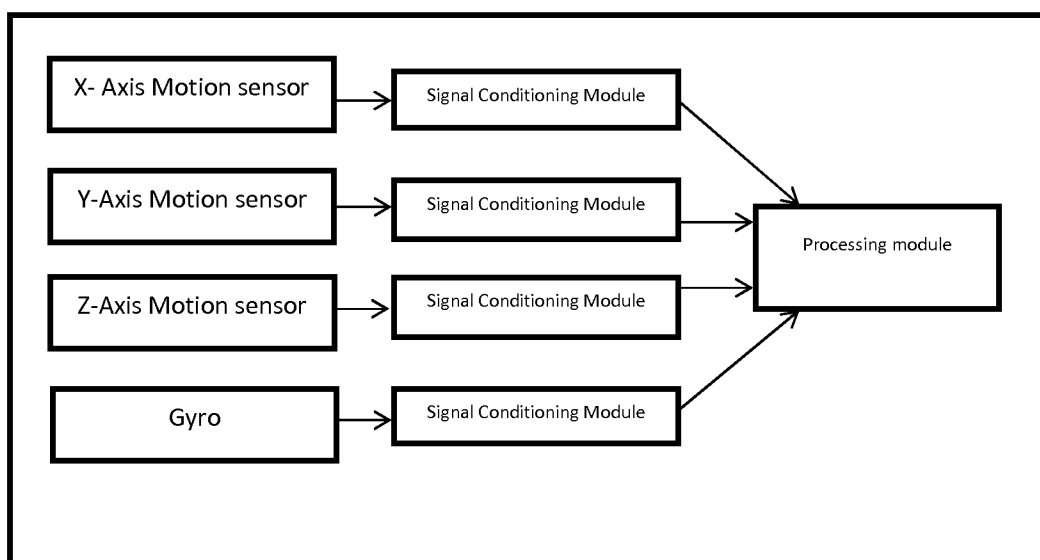 X- Axis Motion sensor
Signal Conditioning Module
Y-Axis Motion sensor
Signal Conditioning Module
Processing module
Z-Axis Motion sensor
Signal Conditioning Module
Gyro
Signal Conditioning Module